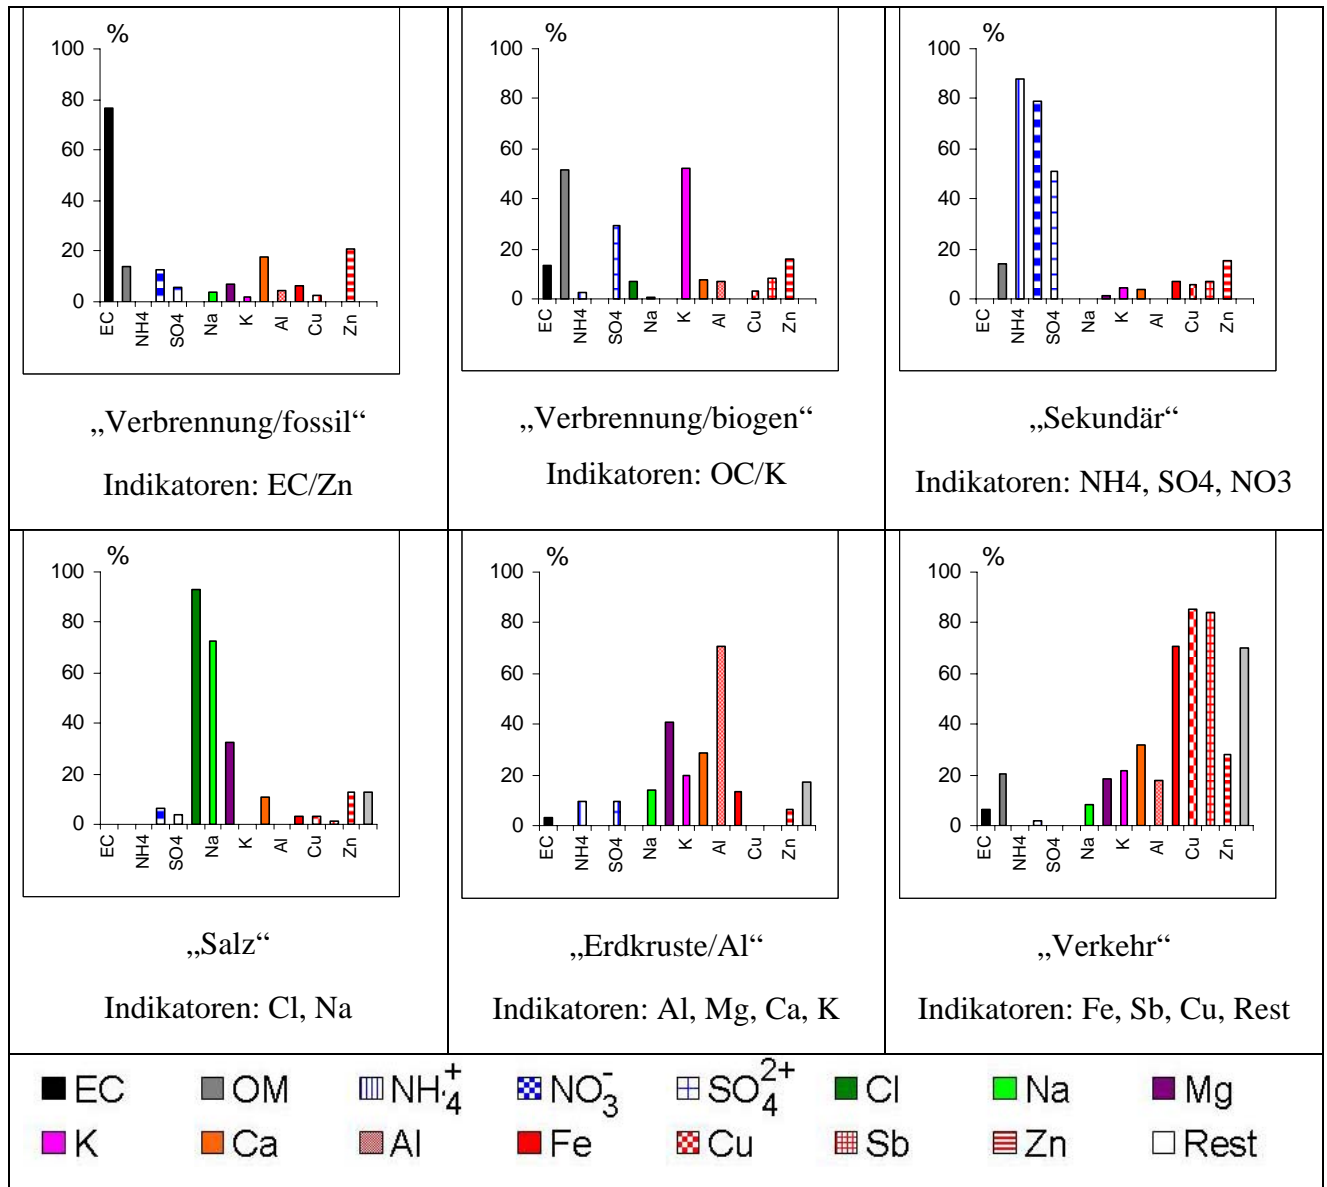 %
100
80
60
40
20
0
EC
NH4
SO4
Na
K
Al
Cu
Zn
„Verbrennung/fossil“
Indikatoren: EC/Zn
%
100
80
60
40
20
0
EC
NH4
SO4
Na
K
Al
Cu
Zn
„Verbrennung/biogen“
Indikatoren: OC/K
%
100
80
60
40
20
0
EC
NH4
SO4
Na
K
Al
Cu
Zn
„Sekundär“
Indikatoren: NH4, SO4, NO3
%
100
80
60
40
20
0
EC
NH4
SO4
Na
K
Al
Cu
Zn
„Salz“
Indikatoren: Cl, Na
%
100
80
60
40
20
0
EC
NH4
SO4
Na
K
Al
Cu
Zn
„Erdkruste/Al“
Indikatoren: Al, Mg, Ca, K
%
100
80
60
40
20
0
EC
NH4
SO4
Na
K
Al
Cu
Zn
„Verkehr“
Indikatoren: Fe, Sb, Cu, Rest
EC OM NH₄⁺ NO₃⁻ SO₄²⁺ Cl Na Mg
K Ca Al Fe Cu Sb Zn Rest